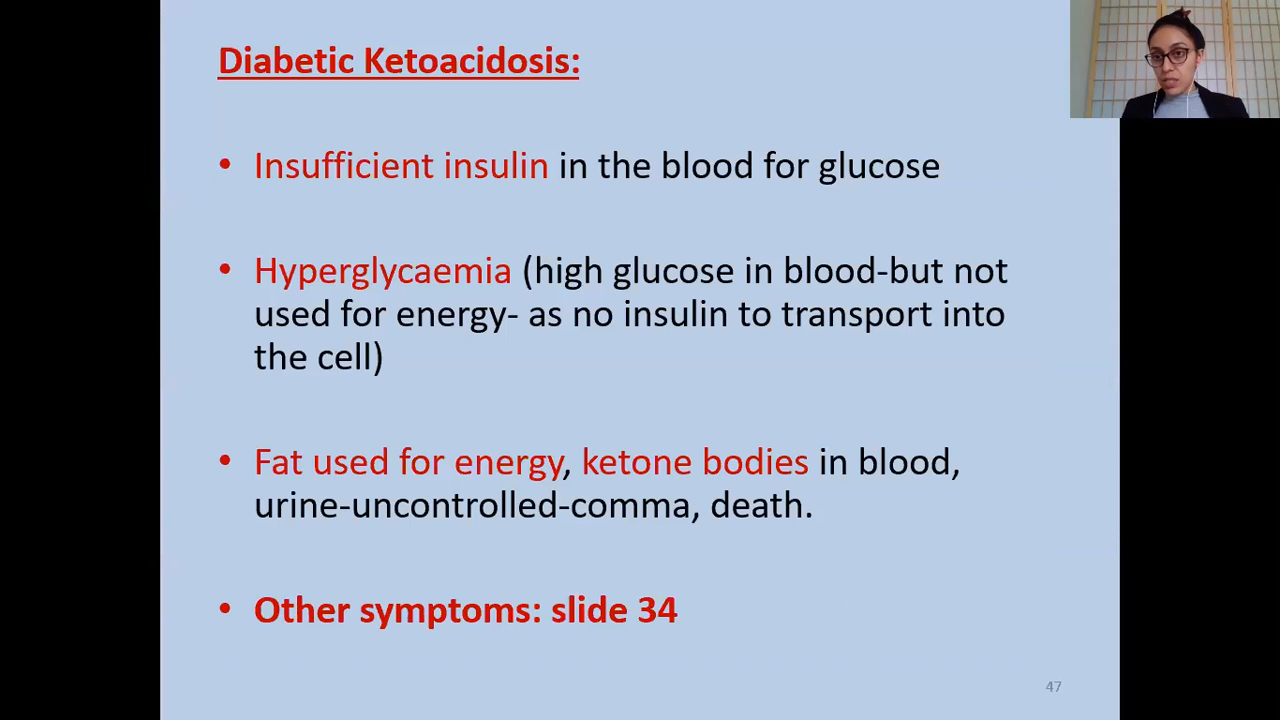 Diabetic Ketoacidosis:
• Insufficient insulin in the blood for glucose
• Hyperglycaemia (high glucose in blood-but not
used for energy- as no insulin to transport into
the cell)
• Fat used for energy, ketone bodies in blood,
urine-uncontrolled-comma, death.
• Other symptoms: slide 34
47